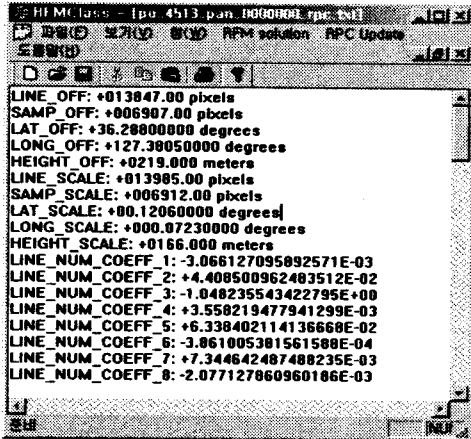 RFMClass - [po_4513_pan_0000000_rpc.txt]
파일(F) 보기(V) 창(W) RFM solution RPC Update
도움말(H)
LINE_OFF: +013847.00 pixels
SAMP_OFF: +006907.00 pixels
LAT_OFF: +36.28800000 degrees
LONG_OFF: +127.38050000 degrees
HEIGHT_OFF: +0219.000 meters
LINE_SCALE: +013985.00 pixels
SAMP_SCALE: +006912.00 pixels
LAT_SCALE: +00.12060000 degrees
LONG_SCALE: +000.07230000 degrees
HEIGHT_SCALE: +0166.000 meters
LINE_NUM_COEFF_1: -3.066127095892571E-03
LINE_NUM_COEFF_2: +4.408500962483512E-02
LINE_NUM_COEFF_3: -1.048235543422795E+00
LINE_NUM_COEFF_4: +3.558219477941299E-03
LINE_NUM_COEFF_5: +6.338402114136668E-02
LINE_NUM_COEFF_6: -3.861005381561588E-04
LINE_NUM_COEFF_7: +7.344642487488235E-03
LINE_NUM_COEFF_8: -2.077127860960186E-03
준비
NUM